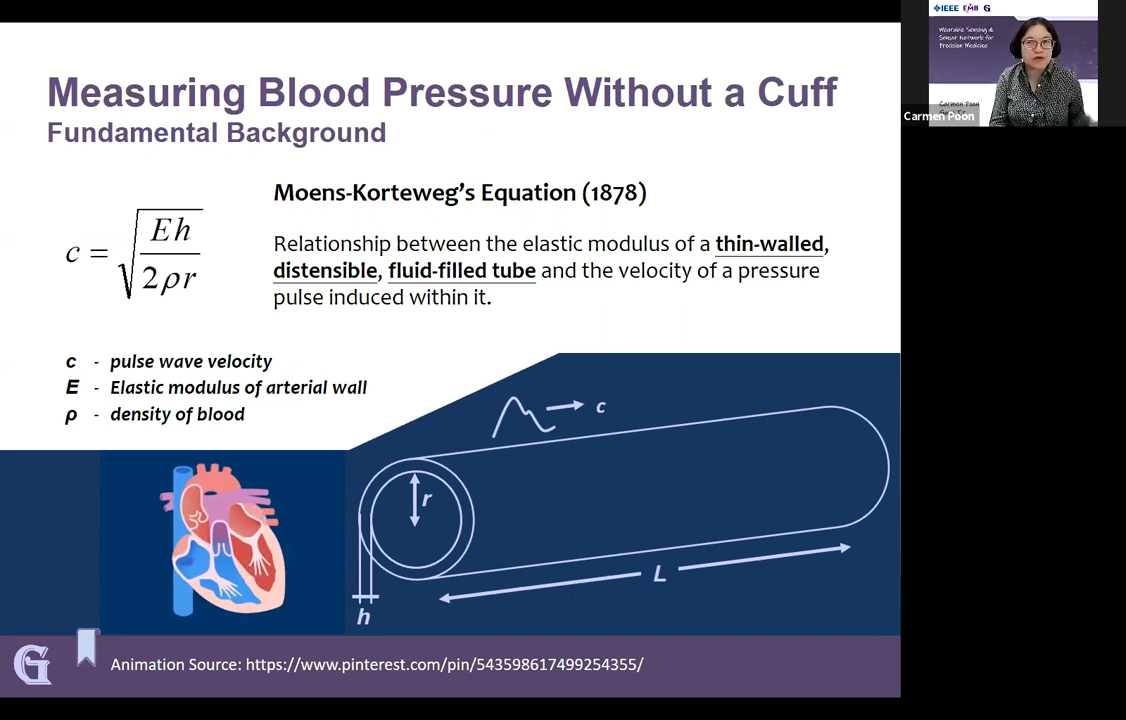 Measuring Blood Pressure Without a Cuff
Fundamental Background
Moens-Korteweg's Equation (1878)
c = √(Eh / 2ρr)
Relationship between the elastic modulus of a thin-walled,
distensible, fluid-filled tube and the velocity of a pressure
pulse induced within it.
c - pulse wave velocity
E - Elastic modulus of arterial wall
ρ - density of blood
c
r
L
h
G
Animation Source: https://www.pinterest.com/pin/543598617499254355/
IEEE EMB G
Wearable Sensing &
Sensor Network for
Precision Medicine
Carmen Poon
Carmen Poon